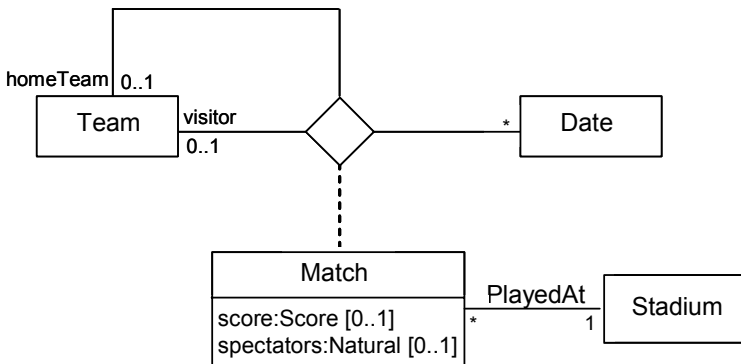 homeTeam 0..1
Team
visitor
0..1
*
Date
Match
score:Score [0..1]
spectators:Natural [0..1]
PlayedAt
*
1
Stadium